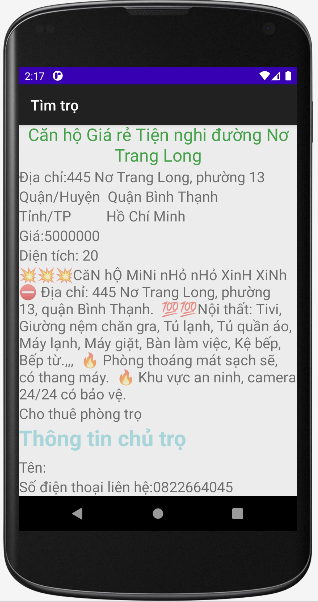 2:17
Tìm trọ
Căn hộ Giá rẻ Tiện nghi đường Nơ
Trang Long
Địa chỉ:445 Nơ Trang Long, phường 13
Quận/Huyện Quận Bình Thạnh
Tỉnh/TP Hồ Chí Minh
Giá:5000000
Diện tích: 20
💥💥💥CăN hỘ MiNi nHỏ nHỏ XinH XiNh
⛔ Địa chỉ: 445 Nơ Trang Long, phường
13, quận Bình Thạnh. 💯💯Nội thất: Tivi,
Giường nệm chăn gra, Tủ lạnh, Tủ quần áo,
Máy lạnh, Máy giặt, Bàn làm việc, Kệ bếp,
Bếp từ.,,, 🔥 Phòng thoáng mát sạch sẽ,
có thang máy. 🔥 Khu vực an ninh, camera
24/24 có bảo vệ.
Cho thuê phòng trọ
Thông tin chủ trọ
Tên:
Số điện thoại liên hệ:0822664045